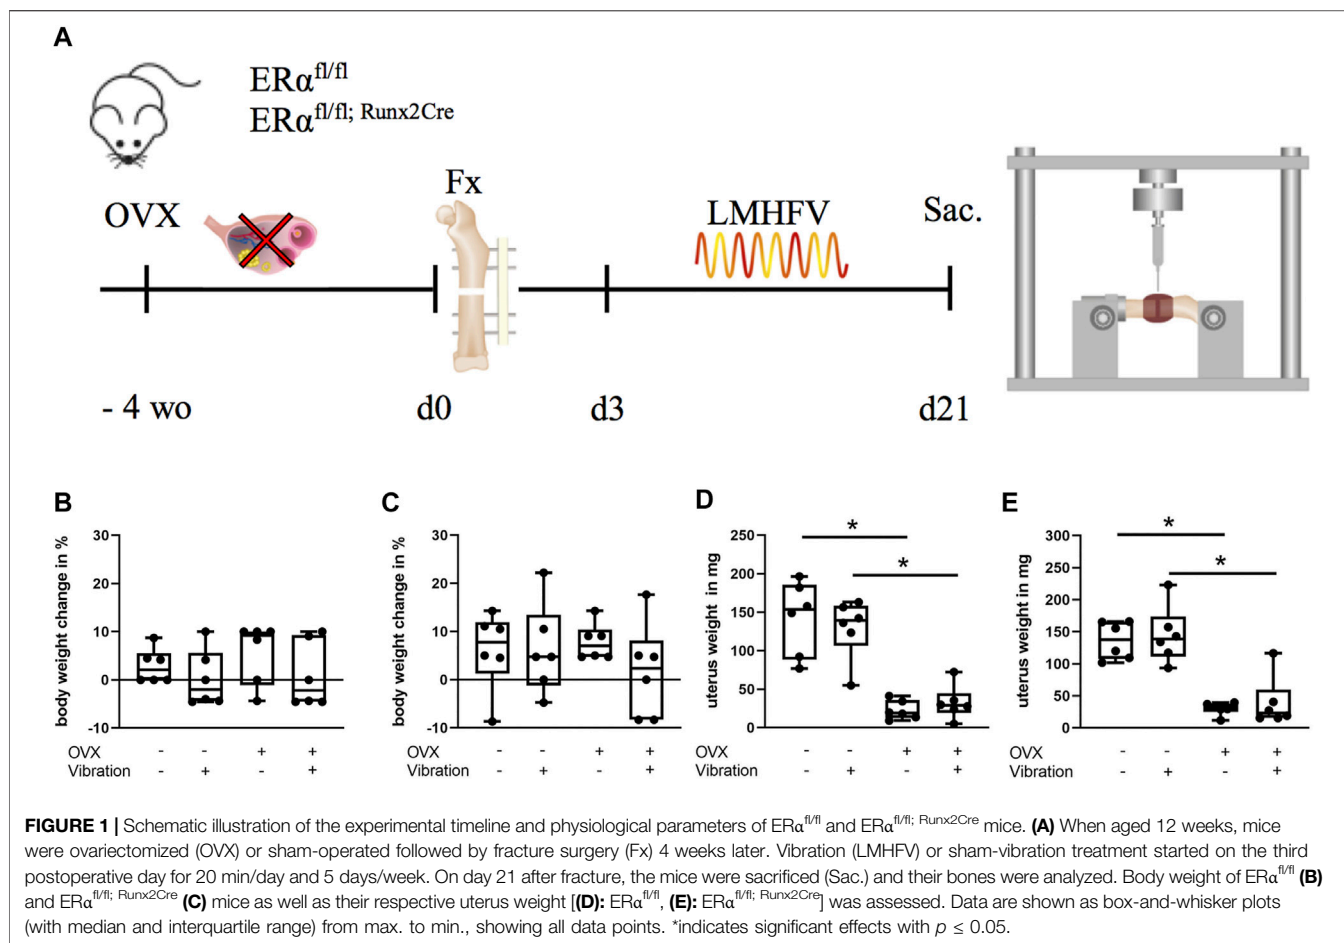 A
ERα^fl/fl
ERα^fl/fl; Runx2Cre
OVX
Fx
LMHFV
Sac.
- 4 wo
d0
d3
d21
B
body weight change in %
30
20
10
0
-10
OVX - - + +
Vibration - + - +
C
body weight change in %
30
20
10
0
-10
- - + +
- + - +
D
uterus weight in mg
250
200
150
100
50
0
*
*
OVX - - + +
Vibration - + - +
E
uterus weight in mg
300
250
200
150
100
50
0
*
*
OVX - - + +
Vibration - + - +
FIGURE 1 | Schematic illustration of the experimental timeline and physiological parameters of ERα^fl/fl and ERα^fl/fl; Runx2Cre mice. (A) When aged 12 weeks, mice
were ovariectomized (OVX) or sham-operated followed by fracture surgery (Fx) 4 weeks later. Vibration (LMHFV) or sham-vibration treatment started on the third
postoperative day for 20 min/day and 5 days/week. On day 21 after fracture, the mice were sacrificed (Sac.) and their bones were analyzed. Body weight of ERα^fl/fl (B)
and ERα^fl/fl; Runx2Cre (C) mice as well as their respective uterus weight [(D): ERα^fl/fl, (E): ERα^fl/fl; Runx2Cre] was assessed. Data are shown as box-and-whisker plots
(with median and interquartile range) from max. to min., showing all data points. *indicates significant effects with p ≤ 0.05.